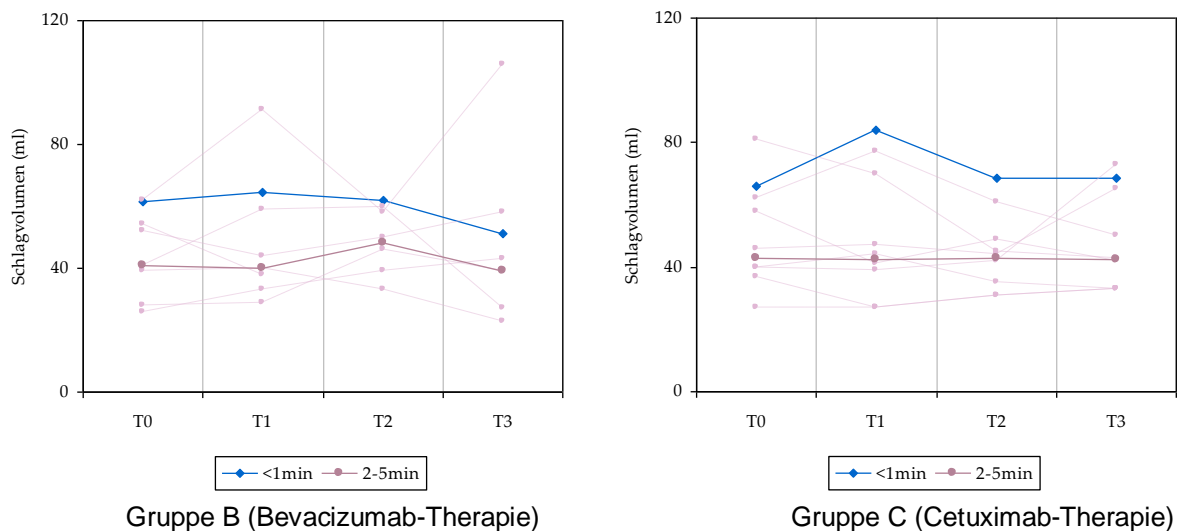 120
80
40
0
Schlagvolumen (ml)
T0 T1 T2 T3
<1min 2-5min
Gruppe B (Bevacizumab-Therapie)
120
80
40
0
Schlagvolumen (ml)
T0 T1 T2 T3
<1min 2-5min
Gruppe C (Cetuximab-Therapie)